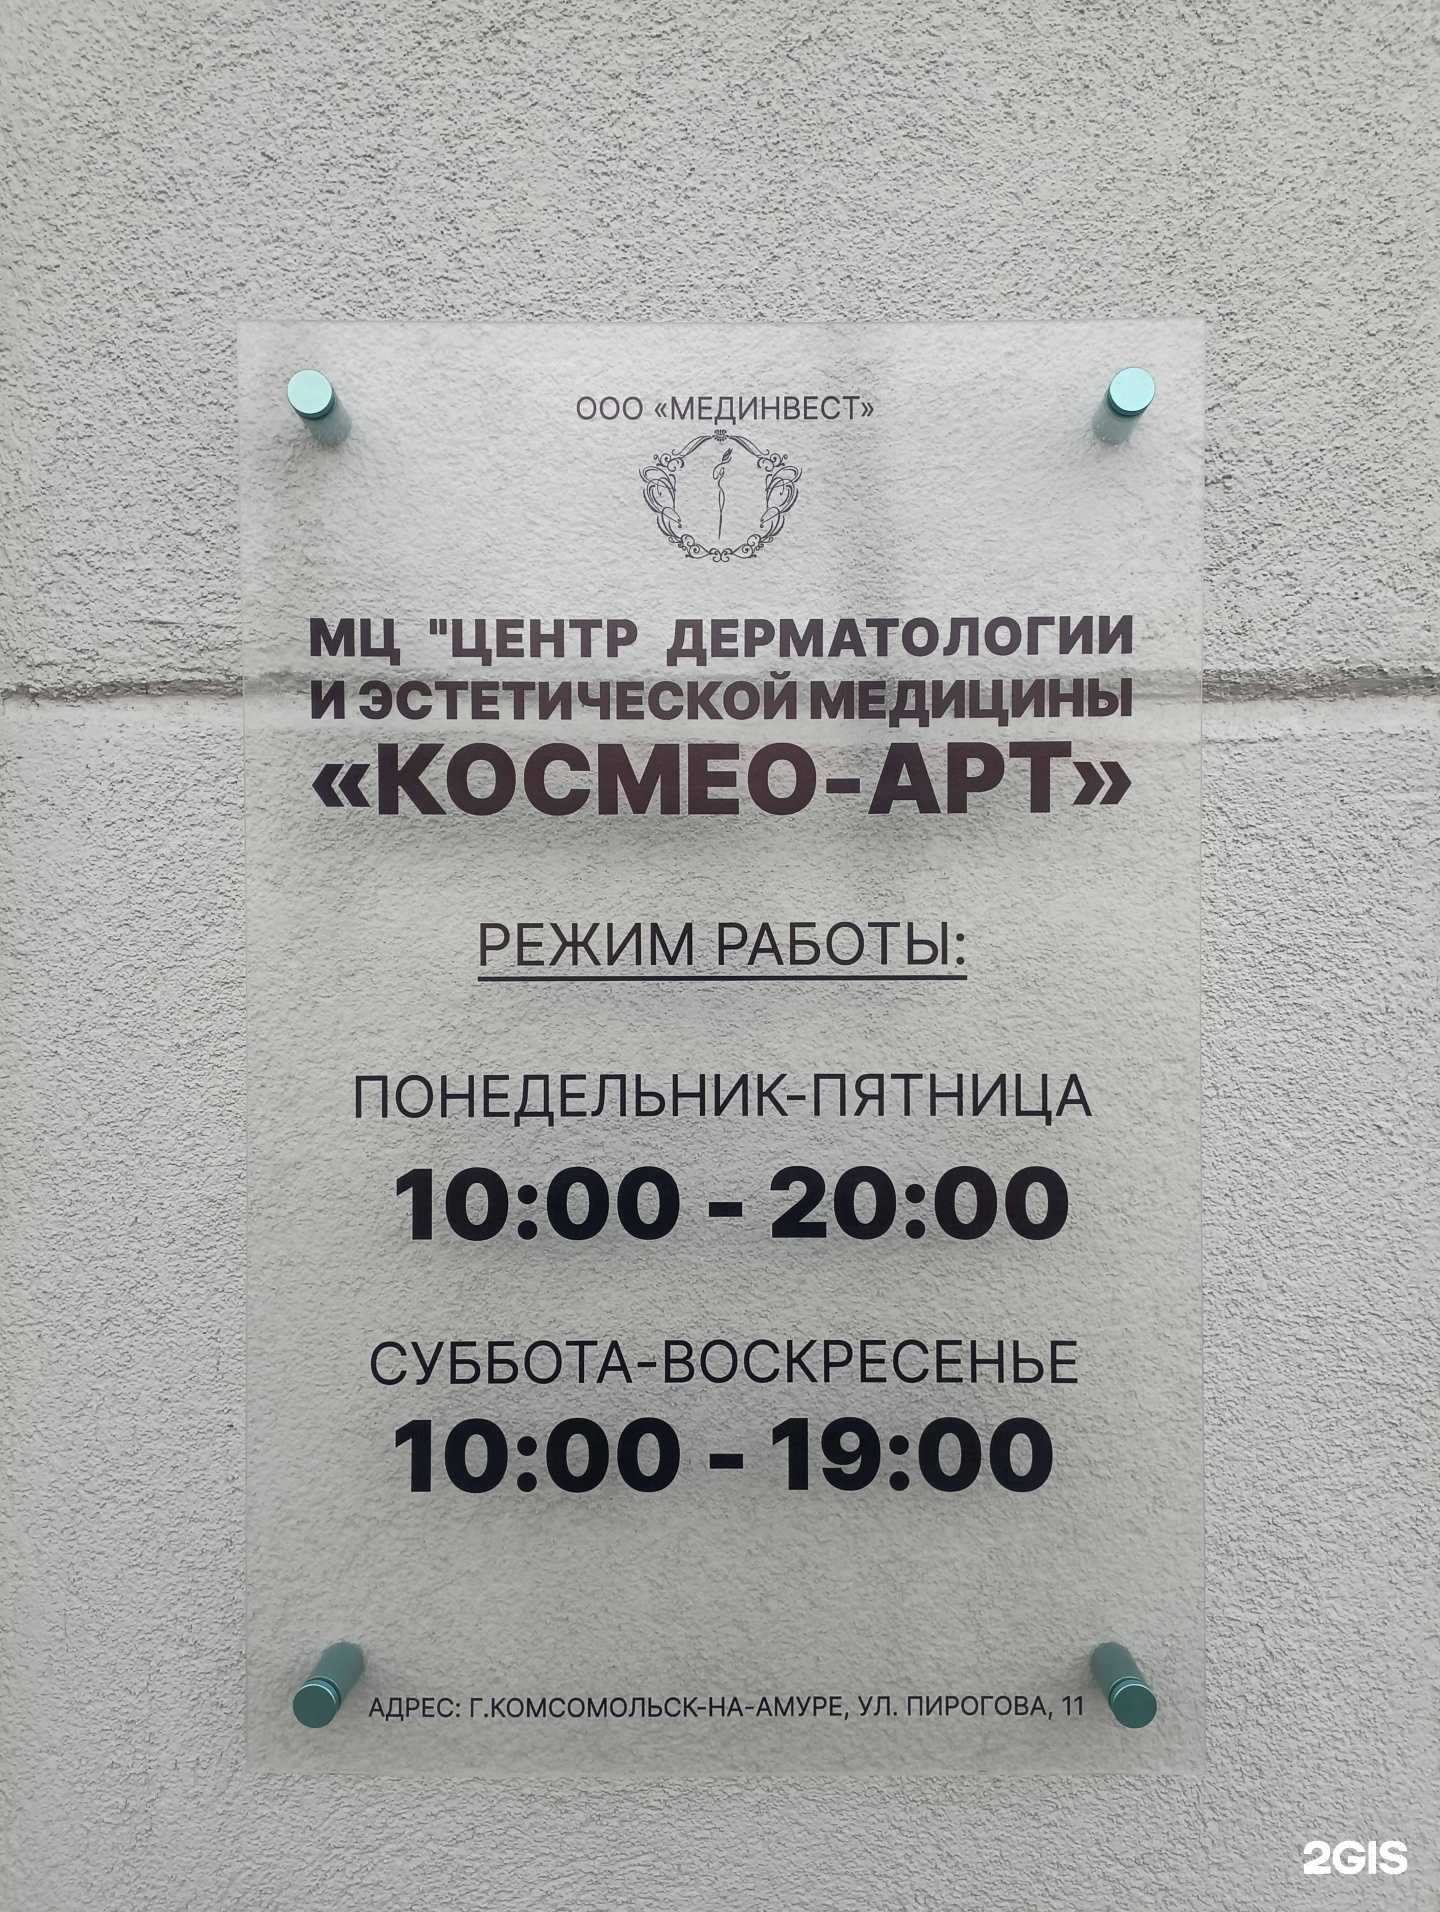 ООО «МЕДИНВЕСТ»
МЦ "ЦЕНТР ДЕРМАТОЛОГИИ
И ЭСТЕТИЧЕСКОЙ МЕДИЦИНЫ
«КОСМЕО-АРТ»
РЕЖИМ РАБОТЫ:
ПОНЕДЕЛЬНИК-ПЯТНИЦА
10:00 - 20:00
СУББОТА-ВОСКРЕСЕНЬЕ
10:00 - 19:00
АДРЕС: Г.КОМСОМОЛЬСК-НА-АМУРЕ, УЛ. ПИРОГОВА, 11
2GIS